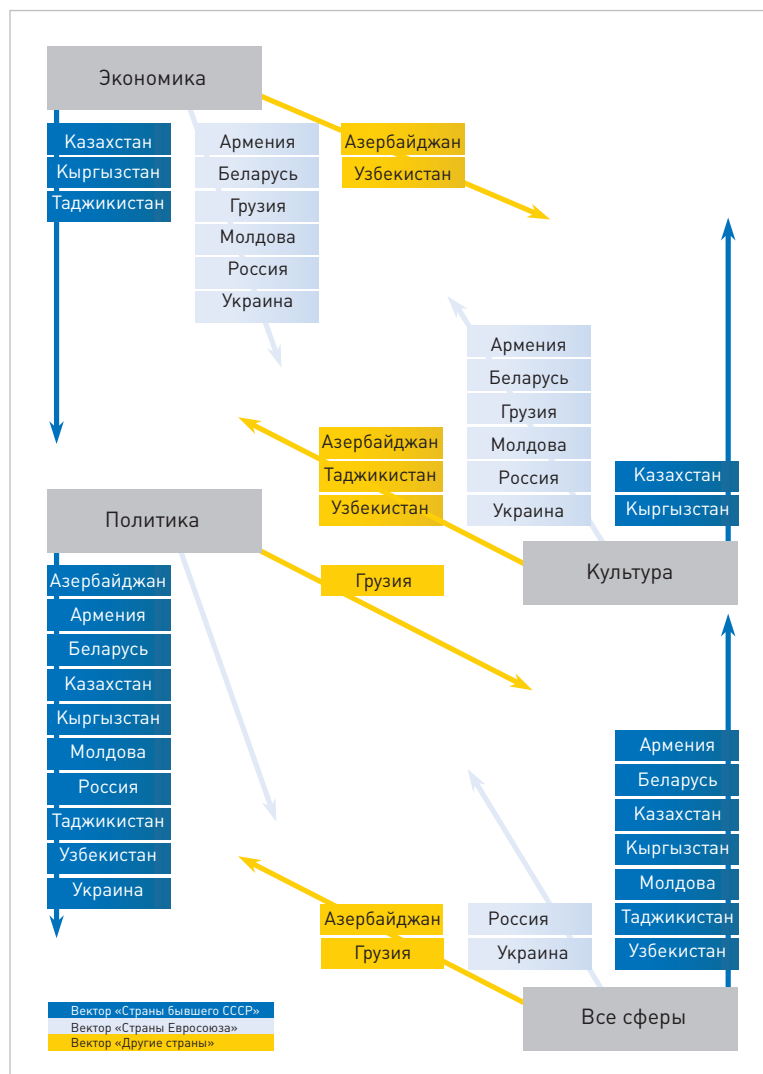 Экономика
Казахстан
Кыргызстан
Таджикистан
Армения
Беларусь
Грузия
Молдова
Россия
Украина
Азербайджан
Узбекистан
Армения
Беларусь
Грузия
Молдова
Россия
Украина
Азербайджан
Таджикистан
Узбекистан
Казахстан
Кыргызстан
Культура
Политика
Азербайджан
Армения
Беларусь
Казахстан
Кыргызстан
Молдова
Россия
Таджикистан
Узбекистан
Украина
Грузия
Армения
Беларусь
Казахстан
Кыргызстан
Молдова
Таджикистан
Узбекистан
Азербайджан
Грузия
Россия
Украина
Все сферы
Вектор «Страны бывшего СССР»
Вектор «Страны Евросоюза»
Вектор «Другие страны»